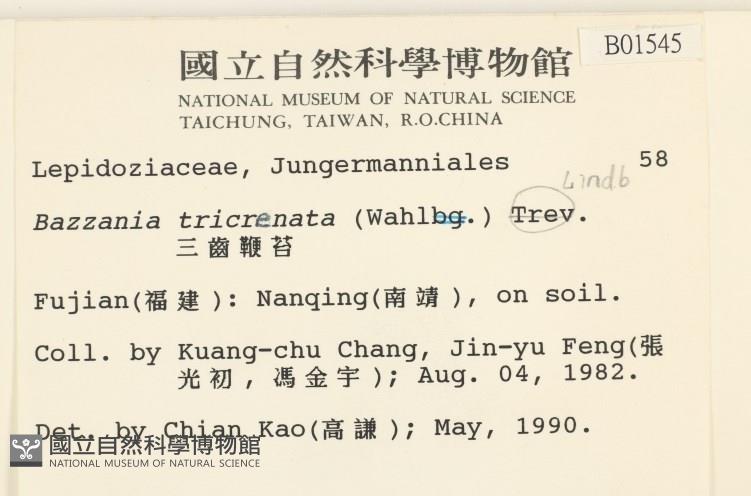 B01545
國立自然科學博物館
NATIONAL MUSEUM OF NATURAL SCIENCE
TAICHUNG, TAIWAN, R.O.CHINA
Lepidoziaceae, Jungermanniales 58
Lindb
Bazzania tricrenata (Wahlbg.) Trev.
三齒鞭苔
Fujian(福建): Nanqing(南靖), on soil.
Coll. by Kuang-chu Chang, Jin-yu Feng(張
光初,馮金宇); Aug. 04, 1982.
Det. by Chian Kao(高謙); May, 1990.
國立自然科學博物館
NATIONAL MUSEUM OF NATURAL SCIENCE